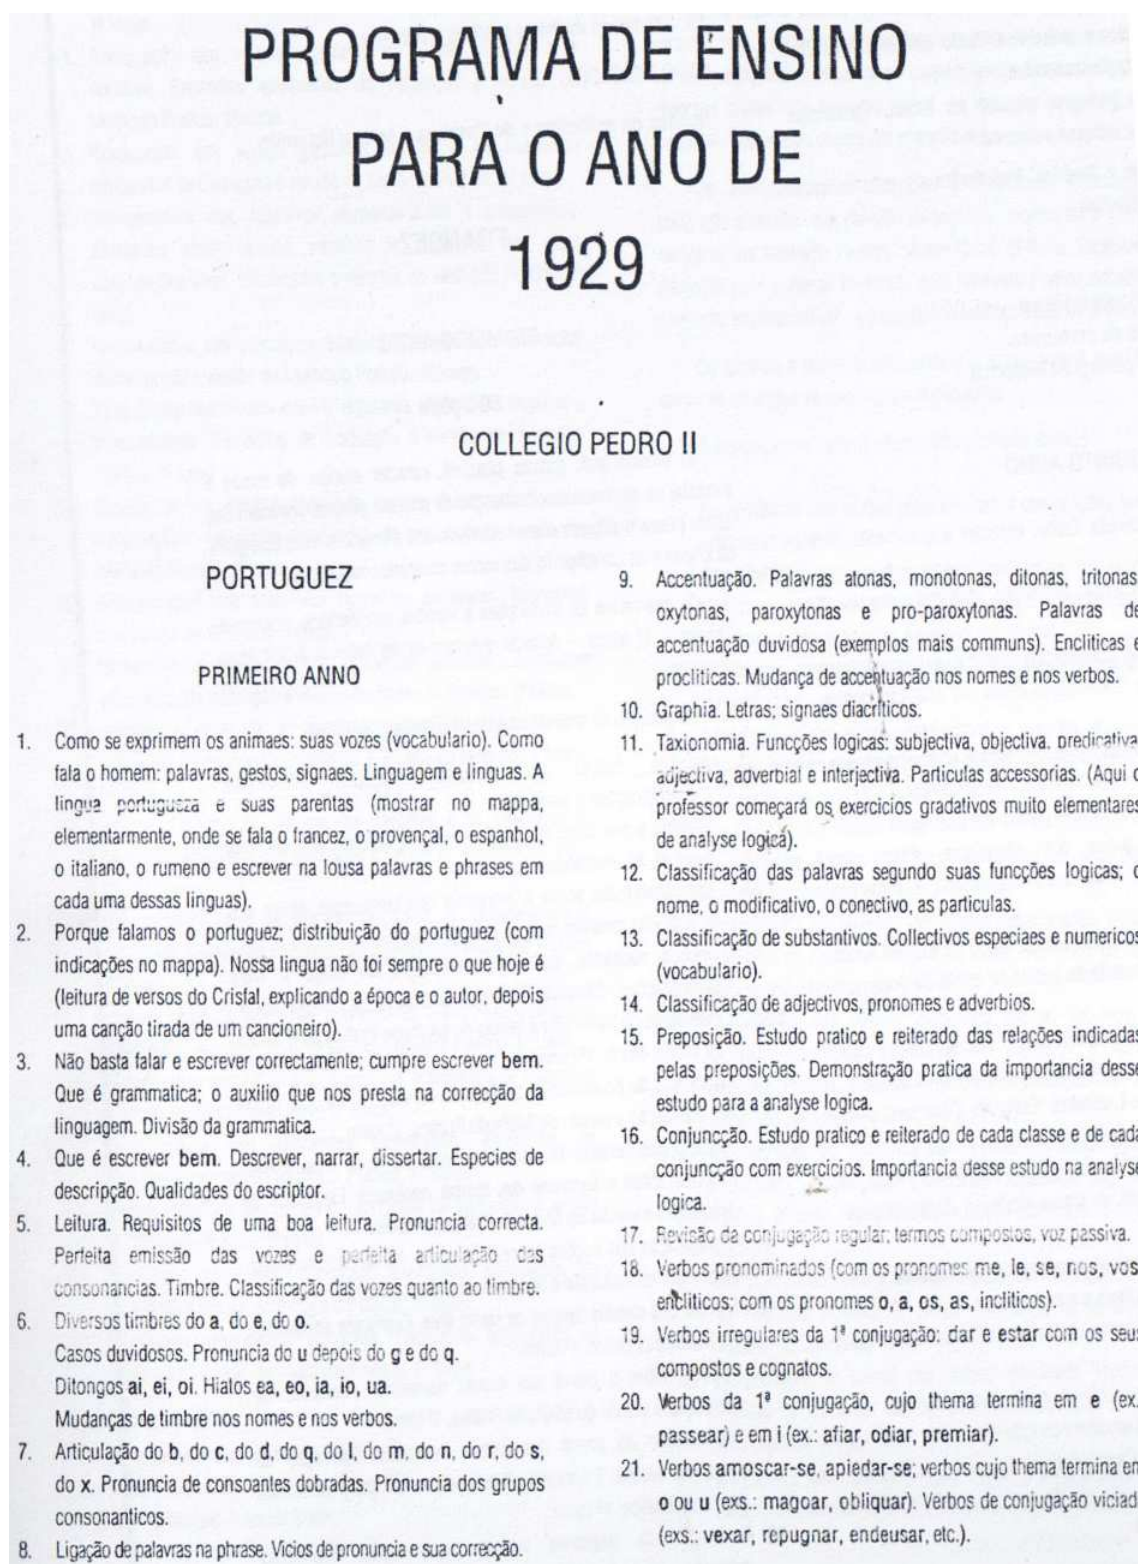 PROGRAMA DE ENSINO
PARA O ANO DE
1929
COLLEGIO PEDRO II
PORTUGUEZ
PRIMEIRO ANNO
1. Como se exprimem os animaes: suas vozes (vocabulario). Como
fala o homem: palavras, gestos, signaes. Linguagem e linguas. A
lingua portugueza e suas parentas (mostrar no mappa,
elementarmente, onde se fala o francez, o provençal, o espanhol,
o italiano, o rumeno e escrever na lousa palavras e phrases em
cada uma dessas linguas).
2. Porque falamos o portuguez; distribuição do portuguez (com
indicações no mappa). Nossa lingua não foi sempre o que hoje é
(leitura de versos do Crisfal, explicando a época e o autor, depois
uma canção tirada de um cancioneiro).
3. Não basta falar e escrever correctamente; cumpre escrever bem.
Que é grammatica; o auxilio que nos presta na correcção da
linguagem. Divisão da grammatica.
4. Que é escrever bem. Descrever, narrar, dissertar. Especies de
descripção. Qualidades do escriptor.
5. Leitura. Requisitos de uma boa leitura. Pronuncia correcta.
Perfeita emissão das vozes e perfeita articulação das
consonancias. Timbre. Classificação das vozes quanto ao timbre.
6. Diversos timbres do a, do e, do o.
Casos duvidosos. Pronuncia do u depois do g e do q.
Ditongos ai, ei, oi. Hiatos ea, eo, ia, io, ua.
Mudanças de timbre nos nomes e nos verbos.
7. Articulação do b, do c, do d, do q, do l, do m, do n, do r, do s,
do x. Pronuncia de consoantes dobradas. Pronuncia dos grupos
consonanticos.
8. Ligação de palavras na phrase. Vicios de pronuncia e sua correcção.
9. Accentuação. Palavras atonas, monotonas, ditonas, tritonas,
oxytonas, paroxytonas e pro-paroxytonas. Palavras de
accentuação duvidosa (exemplos mais communs). Encliticas e
procliticas. Mudança de accentuação nos nomes e nos verbos.
10. Graphia. Letras; signaes diacriticos.
11. Taxionomia. Funcções logicas: subjectiva, objectiva, predicativa,
adjectiva, adverbial e interjectiva. Particulas accessorias. (Aqui o
professor começará os exercicios gradativos muito elementares
de analyse logica).
12. Classificação das palavras segundo suas funcções logicas; o
nome, o modificativo, o conectivo, as particulas.
13. Classificação de substantivos. Collectivos especiaes e numericos
(vocabulario).
14. Classificação de adjectivos, pronomes e adverbios.
15. Preposição. Estudo pratico e reiterado das relações indicadas
pelas preposições. Demonstração pratica da importancia desse
estudo para a analyse logica.
16. Conjuncção. Estudo pratico e reiterado de cada classe e de cada
conjuncção com exercicios. Importancia desse estudo na analyse
logica.
17. Revisão da conjugação regular; termos compostos, voz passiva.
18. Verbos pronominados (com os pronomes me, le, se, nos, vos,
encliticos; com os pronomes o, a, os, as, incliticos).
19. Verbos irregulares da 1ª conjugação: dar e estar com os seus
compostos e cognatos.
20. Verbos da 1ª conjugação, cujo thema termina em e (ex.
passear) e em i (ex.: afiar, odiar, premiar).
21. Verbos amoscar-se, apiedar-se; verbos cujo thema termina em
o ou u (exs.: magoar, obliquar). Verbos de conjugação viciada
(exs.: vexar, repugnar, endeusar, etc.).